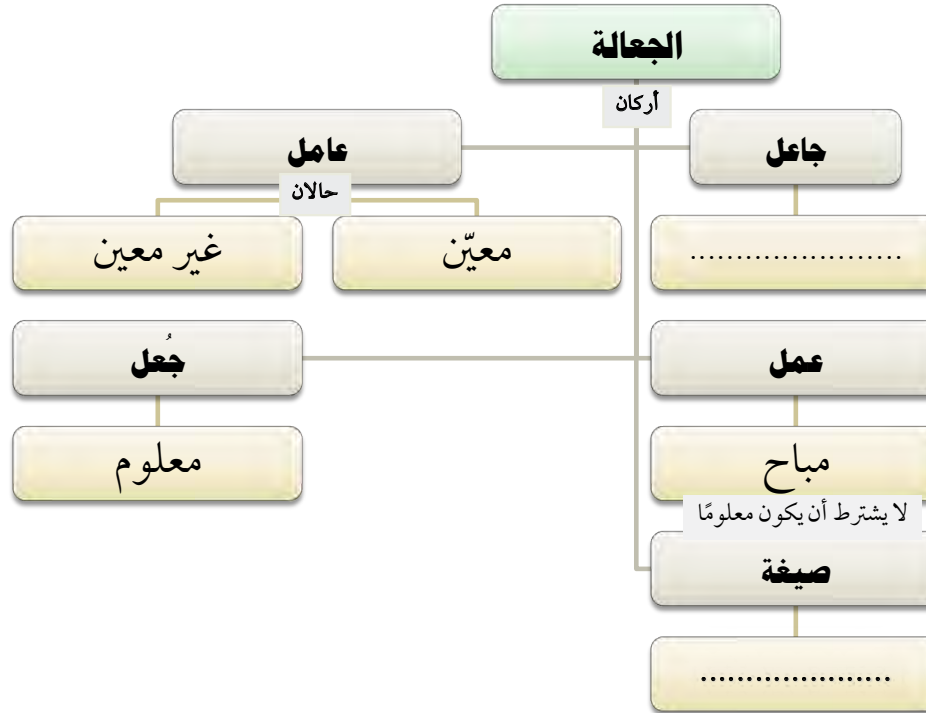 الجعالة
أركان
جاعل
عامل
حالان
.......................
معيّن
غير معين
عمل
جُعل
مباح
معلوم
لا يشترط أن يكون معلومًا
صيغة
.....................